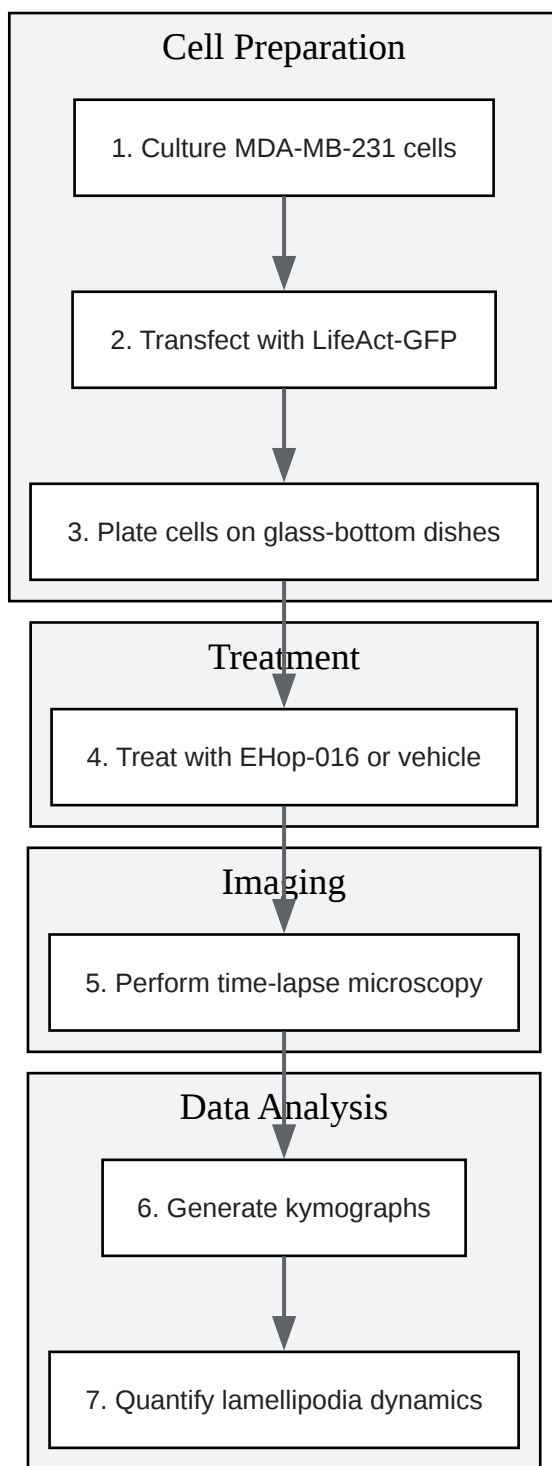 Cell Preparation
1. Culture MDA-MB-231 cells
2. Transfect with LifeAct-GFP
3. Plate cells on glass-bottom dishes
Treatment
4. Treat with EHop-016 or vehicle
Imaging
5. Perform time-lapse microscopy
Data Analysis
6. Generate kymographs
7. Quantify lamellipodia dynamics